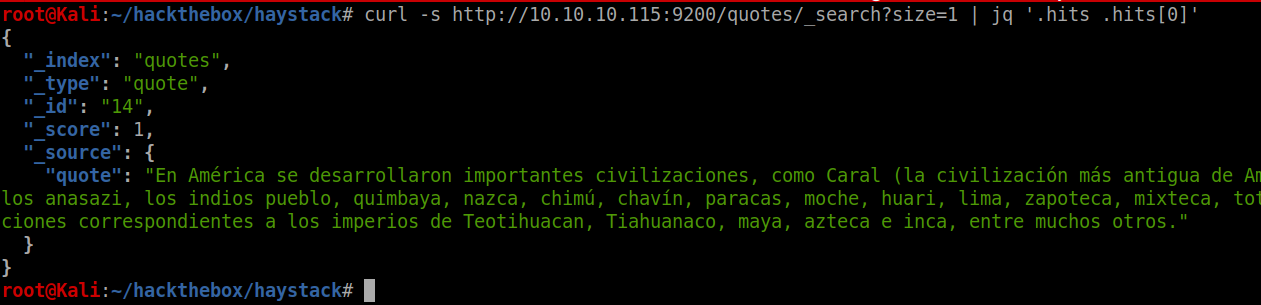 root@Kali:~/hackthebox/haystack# curl -s http://10.10.10.115:9200/quotes/_search?size=1 | jq '.hits .hits[0]'
{
  "_index": "quotes",
  "_type": "quote",
  "_id": "14",
  "_score": 1,
  "_source": {
    "quote": "En América se desarrollaron importantes civilizaciones, como Caral (la civilización más antigua de
los anasazi, los indios pueblo, quimbaya, nazca, chimú, chavín, paracas, moche, huari, lima, zapoteca, mixteca,
ciones correspondientes a los imperios de Teotihuacan, Tiahuanaco, maya, azteca e inca, entre muchos otros."
  }
}
root@Kali:~/hackthebox/haystack#